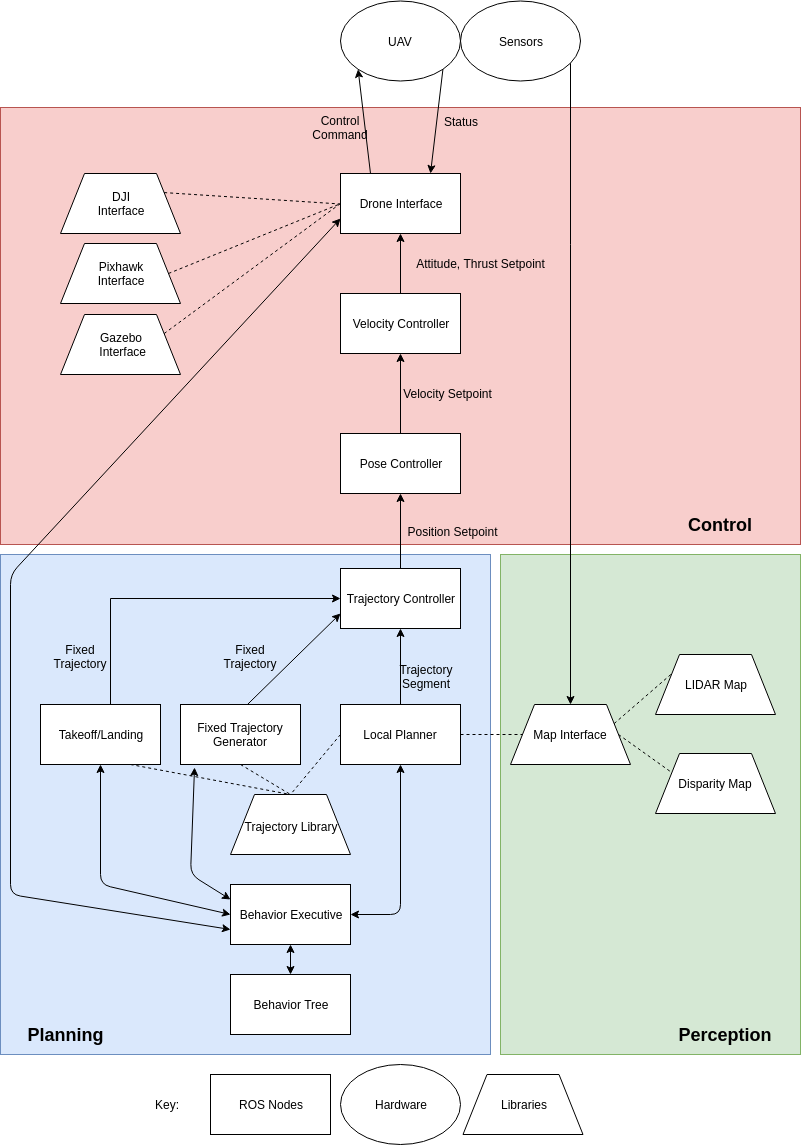 UAV
Sensors
Control
Command
Status
DJI
Interface
Drone Interface
Pixhawk
Interface
Attitude, Thrust Setpoint
Gazebo
Interface
Velocity Controller
Velocity Setpoint
Pose Controller
Control
Position Setpoint
Trajectory Controller
Fixed
Trajectory
Fixed
Trajectory
Trajectory
Segment
LIDAR Map
Takeoff/Landing
Fixed Trajectory
Generator
Local Planner
Map Interface
Disparity Map
Trajectory Library
Behavior Executive
Behavior Tree
Planning
Perception
Key:
ROS Nodes
Hardware
Libraries